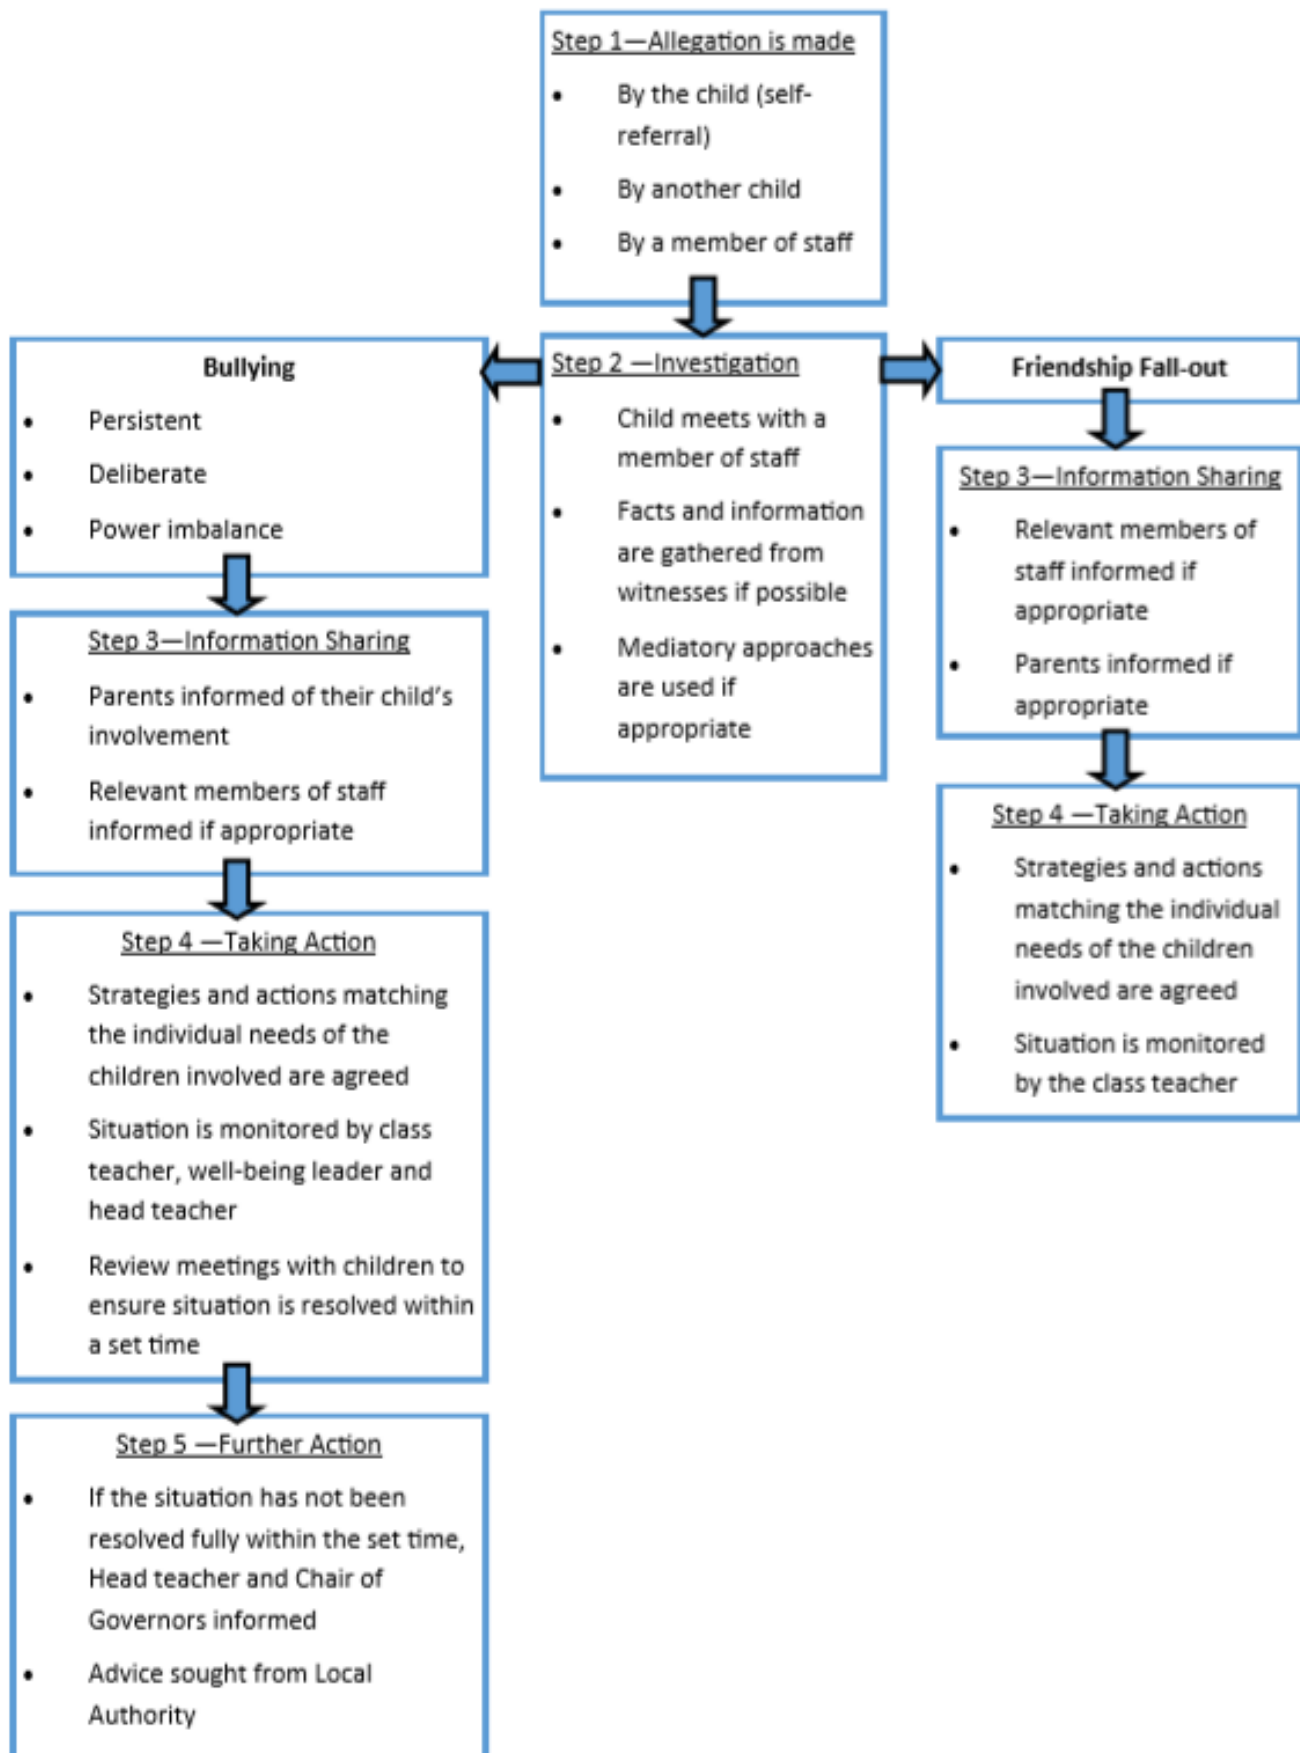 Step 1—Allegation is made
• By the child (self-
referral)
• By another child
• By a member of staff
Step 2 —Investigation
• Child meets with a
member of staff
• Facts and information
are gathered from
witnesses if possible
• Mediatory approaches
are used if
appropriate
Bullying
• Persistent
• Deliberate
• Power imbalance
Step 3—Information Sharing
• Parents informed of their child's
involvement
• Relevant members of staff
informed if appropriate
Step 4 —Taking Action
• Strategies and actions matching
the individual needs of the
children involved are agreed
• Situation is monitored by class
teacher, well-being leader and
head teacher
• Review meetings with children to
ensure situation is resolved within
a set time
Step 5 —Further Action
• If the situation has not been
resolved fully within the set time,
Head teacher and Chair of
Governors informed
• Advice sought from Local
Authority
Friendship Fall-out
Step 3—Information Sharing
• Relevant members of
staff informed if
appropriate
• Parents informed if
appropriate
Step 4 —Taking Action
• Strategies and actions
matching the individual
needs of the children
involved are agreed
• Situation is monitored
by the class teacher